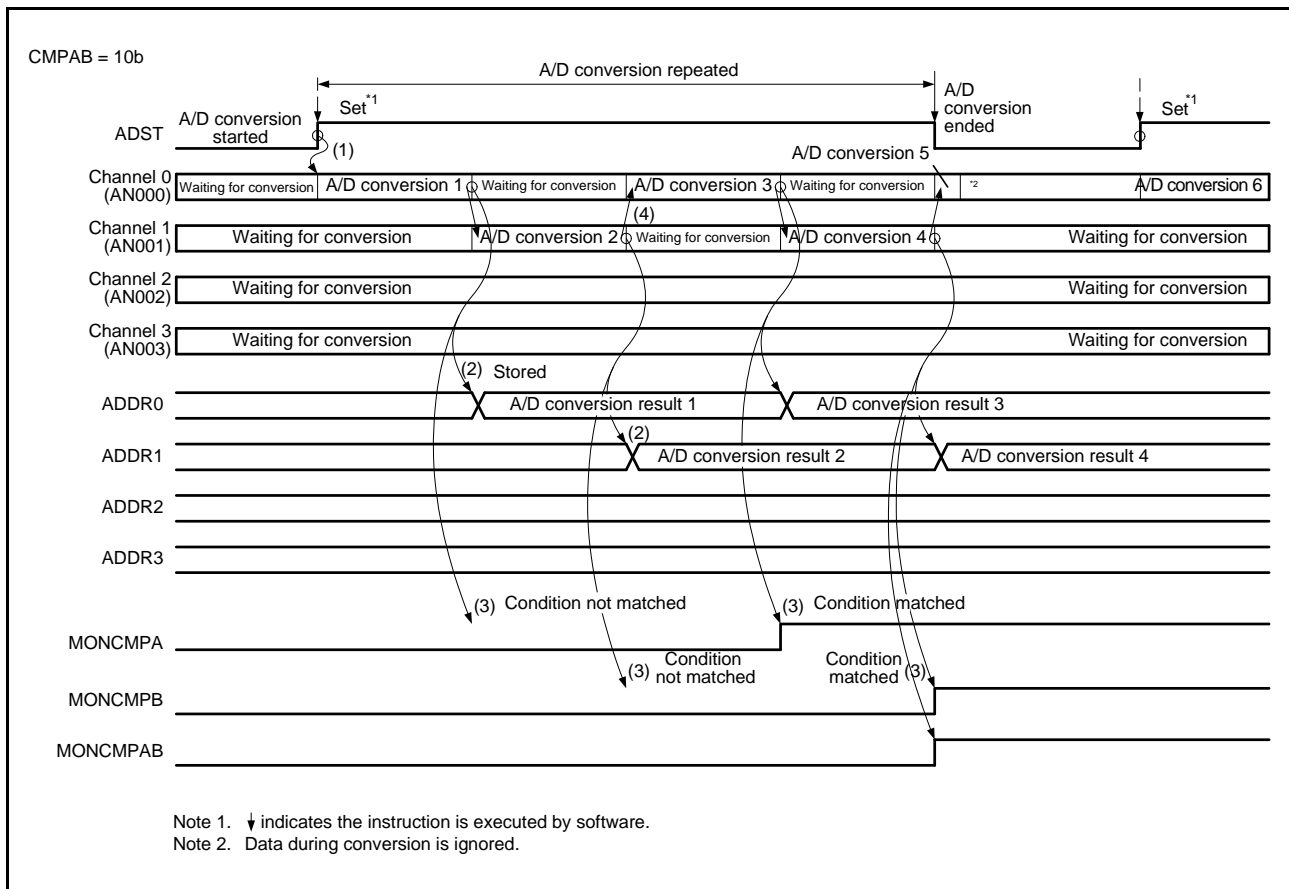 CMPAB = 10b
A/D conversion repeated
A/D conversion started
Set*1
A/D conversion ended
Set*1
ADST
(1)
A/D conversion 5
Channel 0 (AN000)
Waiting for conversion
A/D conversion 1
Waiting for conversion
A/D conversion 3
Waiting for conversion
*2
A/D conversion 6
(4)
Channel 1 (AN001)
Waiting for conversion
A/D conversion 2
Waiting for conversion
A/D conversion 4
Waiting for conversion
Channel 2 (AN002)
Waiting for conversion
Waiting for conversion
Channel 3 (AN003)
Waiting for conversion
Waiting for conversion
(2) Stored
ADDR0
A/D conversion result 1
A/D conversion result 3
(2)
ADDR1
A/D conversion result 2
A/D conversion result 4
ADDR2
ADDR3
(3) Condition not matched
(3) Condition matched
MONCMPA
(3) Condition not matched
Condition matched (3)
MONCMPB
MONCMPAB
Note 1. ↓ indicates the instruction is executed by software.
Note 2. Data during conversion is ignored.